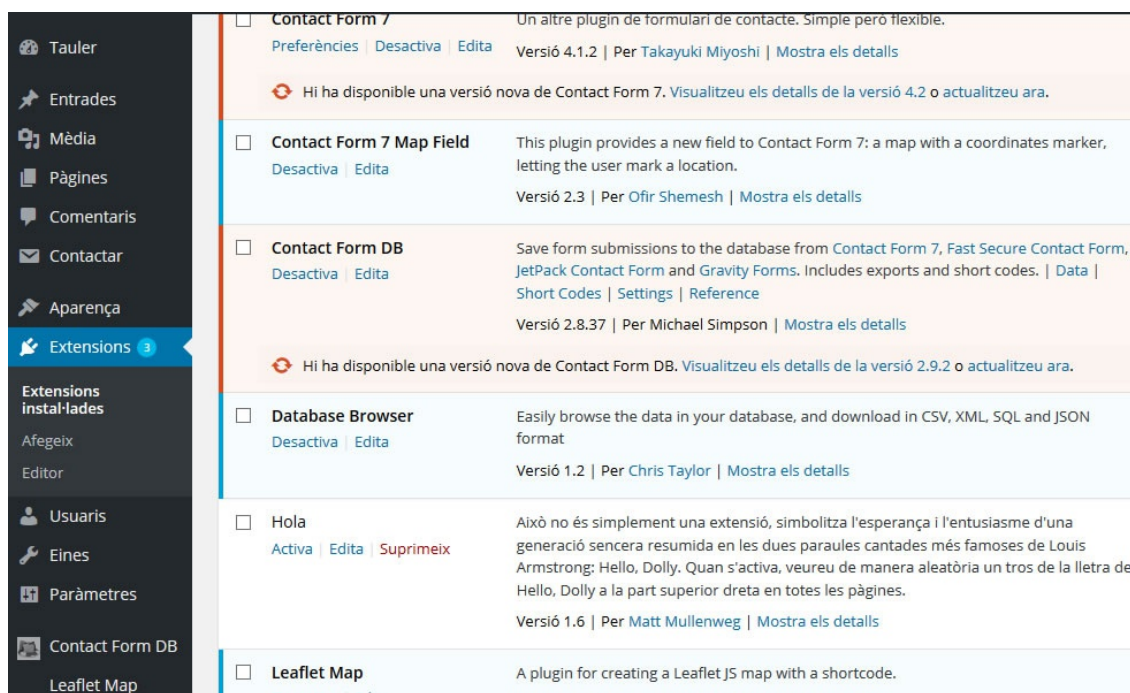 Tauler
Entrades
Mèdia
Pàgines
Comentaris
Contactar
Aparença
Extensions 3
Extensions
instal·lades
Afegeix
Editor
Usuaris
Eines
Paràmetres
Contact Form DB
Leaflet Map
Contact Form 7
Preferències | Desactiva | Edita
Un altre plugin de formulari de contacte. Simple però flexible.
Versió 4.1.2 | Per Takayuki Miyoshi | Mostra els detalls
Hi ha disponible una versió nova de Contact Form 7. Visualitzeu els detalls de la versió 4.2 o actualitzeu ara.
Contact Form 7 Map Field
Desactiva | Edita
This plugin provides a new field to Contact Form 7: a map with a coordinates marker,
letting the user mark a location.
Versió 2.3 | Per Ofir Shemesh | Mostra els detalls
Contact Form DB
Desactiva | Edita
Save form submissions to the database from Contact Form 7, Fast Secure Contact Form,
JetPack Contact Form and Gravity Forms. Includes exports and short codes. | Data |
Short Codes | Settings | Reference
Versió 2.8.37 | Per Michael Simpson | Mostra els detalls
Hi ha disponible una versió nova de Contact Form DB. Visualitzeu els detalls de la versió 2.9.2 o actualitzeu ara.
Database Browser
Desactiva | Edita
Easily browse the data in your database, and download in CSV, XML, SQL and JSON
format
Versió 1.2 | Per Chris Taylor | Mostra els detalls
Hola
Activa | Edita | Suprimeix
Això no és simplement una extensió, simbolitza l'esperança i l'entusiasme d'una
generació sencera resumida en les dues paraules cantades més famoses de Louis
Armstrong: Hello, Dolly. Quan s'activa, veureu de manera aleatòria un tros de la lletra de
Hello, Dolly a la part superior dreta en totes les pàgines.
Versió 1.6 | Per Matt Mullenweg | Mostra els detalls
Leaflet Map
A plugin for creating a Leaflet JS map with a shortcode.